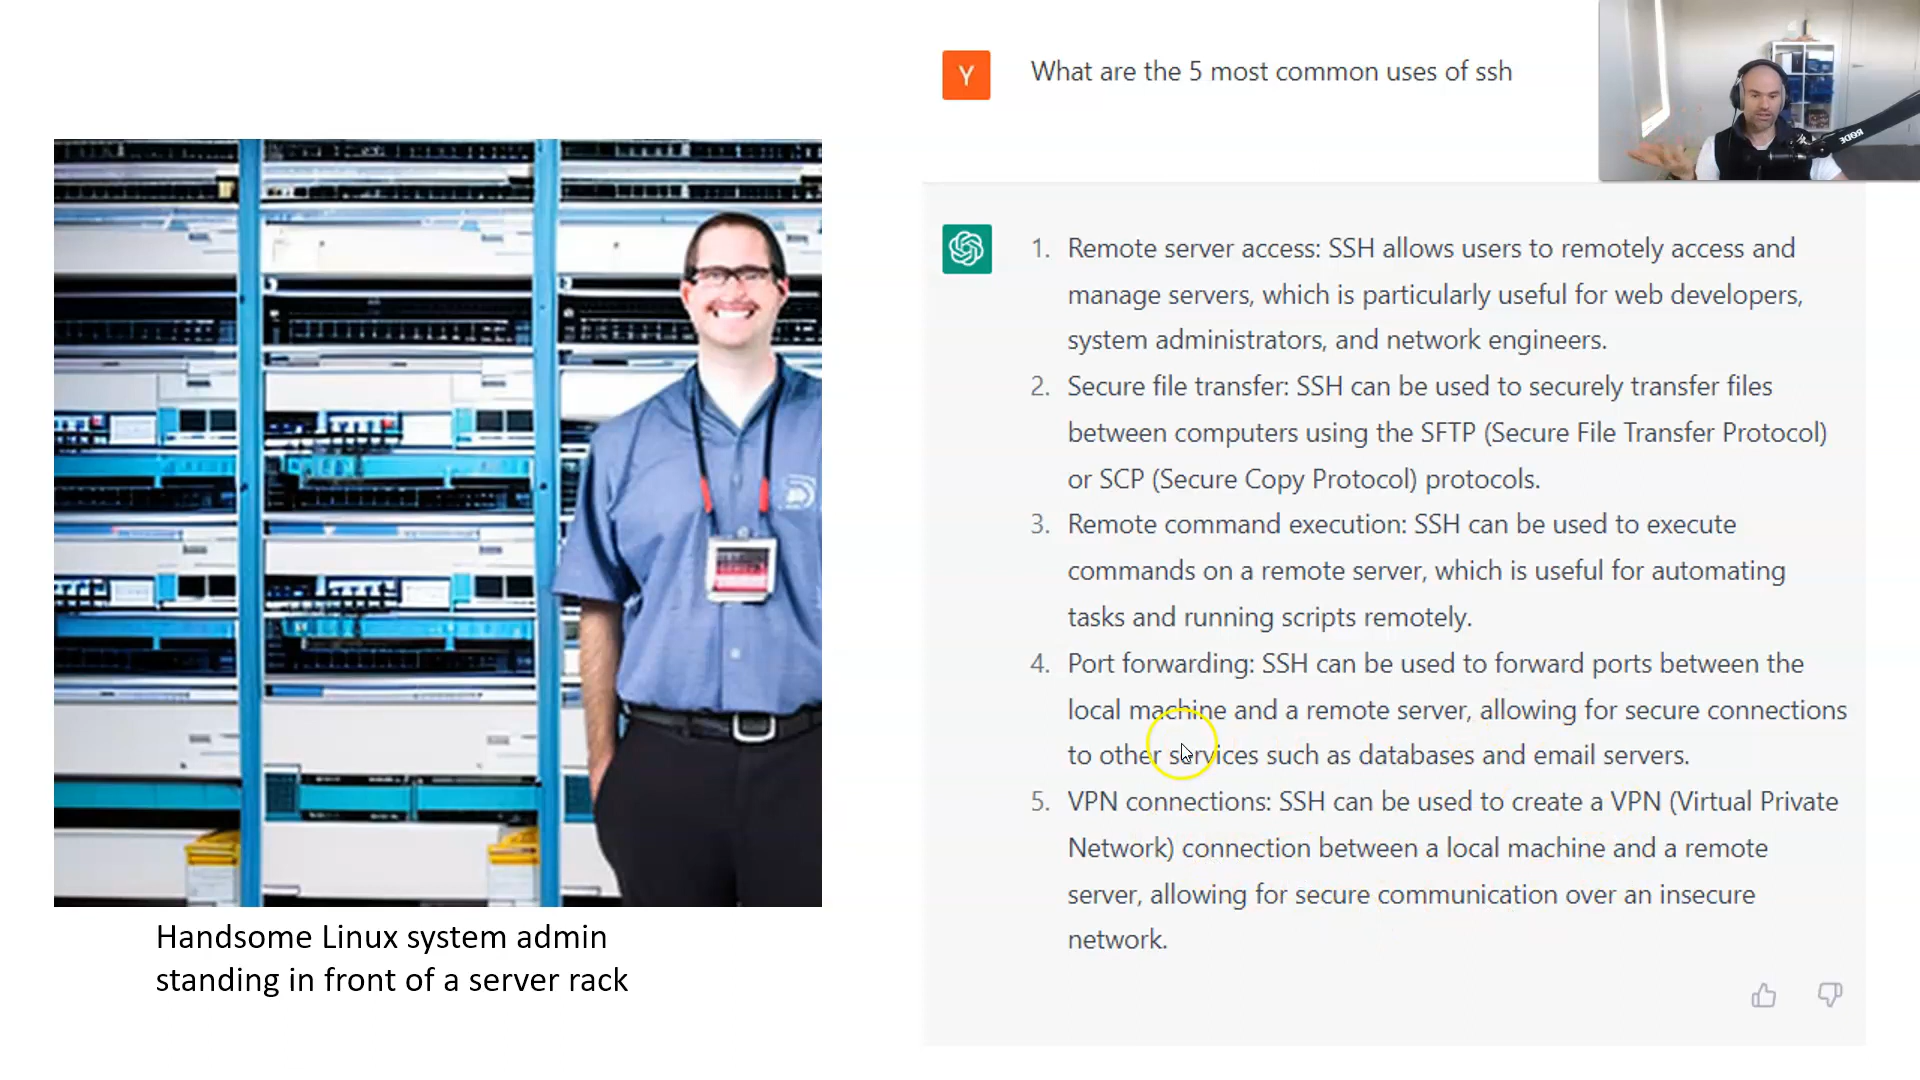 Y
What are the 5 most common uses of ssh
RODE
1. Remote server access: SSH allows users to remotely access and
manage servers, which is particularly useful for web developers,
system administrators, and network engineers.
2. Secure file transfer: SSH can be used to securely transfer files
between computers using the SFTP (Secure File Transfer Protocol)
or SCP (Secure Copy Protocol) protocols.
3. Remote command execution: SSH can be used to execute
commands on a remote server, which is useful for automating
tasks and running scripts remotely.
4. Port forwarding: SSH can be used to forward ports between the
local machine and a remote server, allowing for secure connections
to other services such as databases and email servers.
5. VPN connections: SSH can be used to create a VPN (Virtual Private
Network) connection between a local machine and a remote
server, allowing for secure communication over an insecure
network.
Handsome Linux system admin
standing in front of a server rack